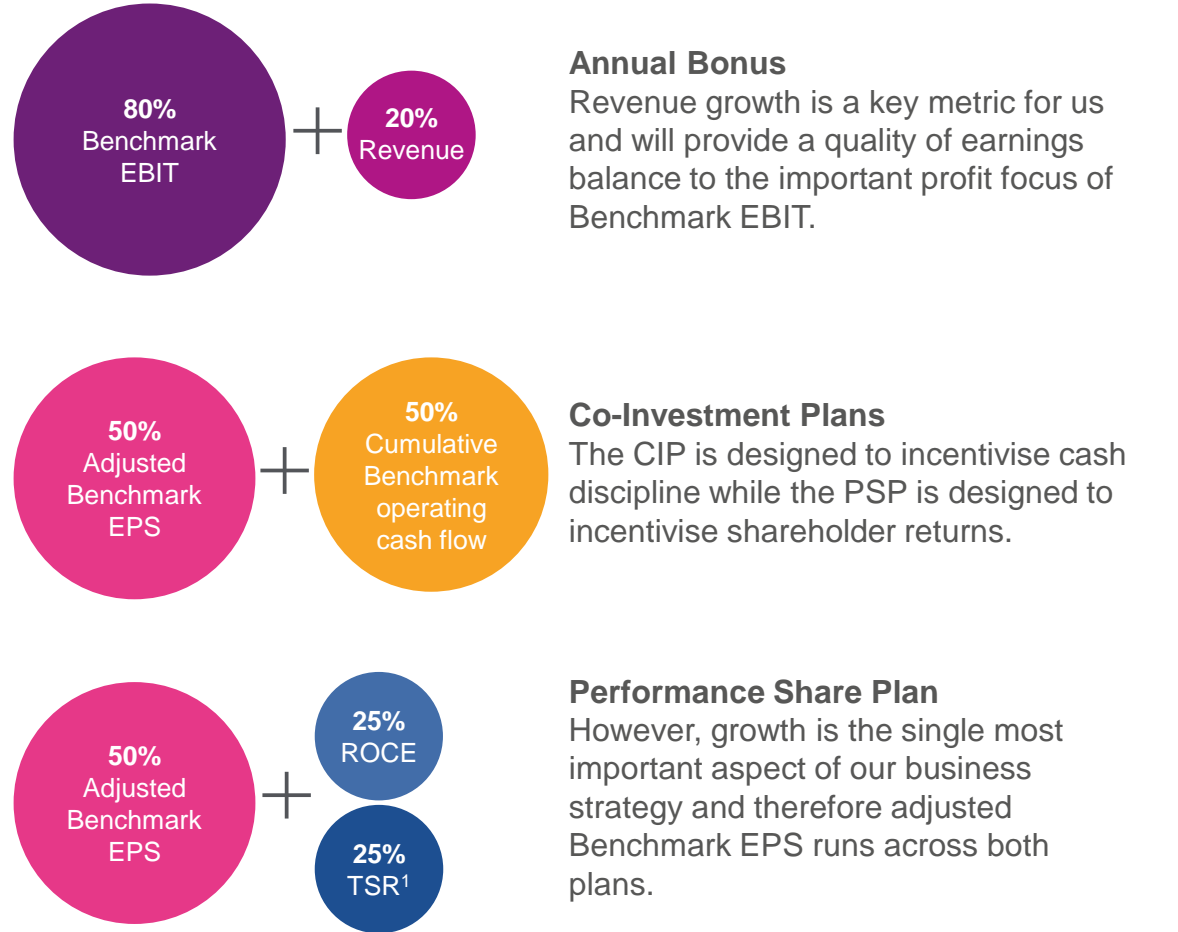 80%
Benchmark
EBIT
20%
Revenue
Annual Bonus
Revenue growth is a key metric for us
and will provide a quality of earnings
balance to the important profit focus of
Benchmark EBIT.
50%
Adjusted
Benchmark
EPS
50%
Cumulative
Benchmark
operating
cash flow
Co-Investment Plans
The CIP is designed to incentivise cash
discipline while the PSP is designed to
incentivise shareholder returns.
50%
Adjusted
Benchmark
EPS
25%
ROCE
25%
TSR¹
Performance Share Plan
However, growth is the single most
important aspect of our business
strategy and therefore adjusted
Benchmark EPS runs across both
plans.